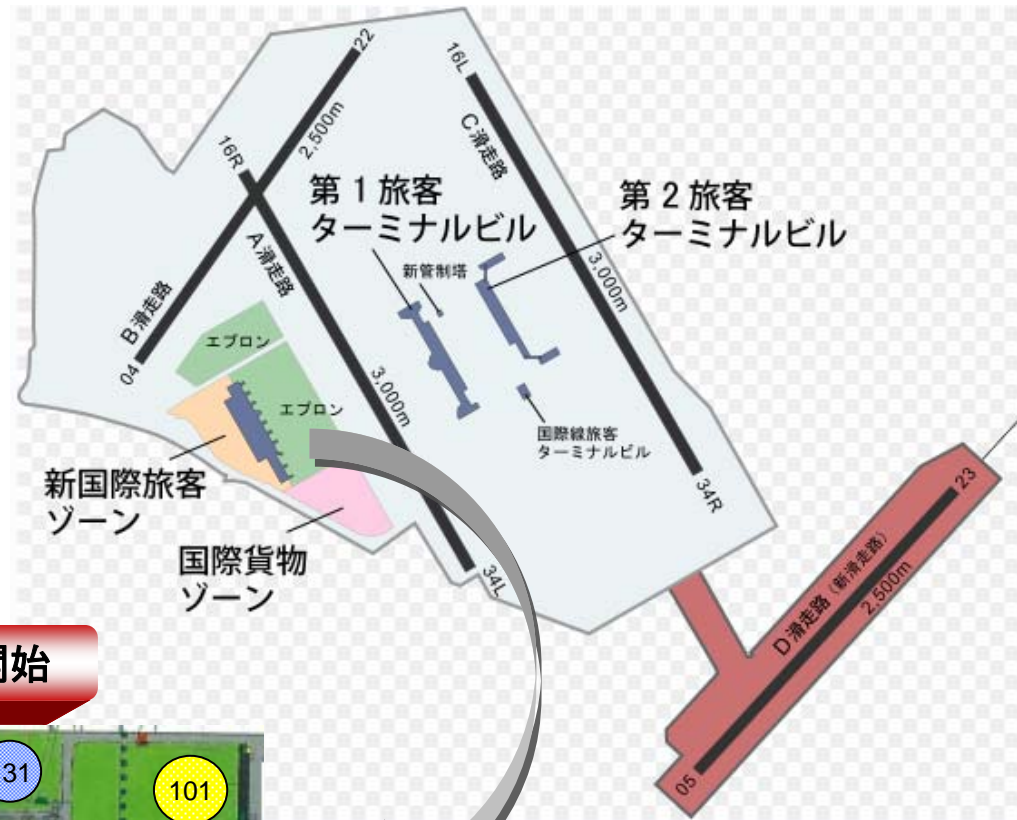 22
16L
2,500m
C滑走路
16R
第 1 旅客
ターミナルビル
第 2 旅客
ターミナルビル
新管制塔
A滑走路
3,000m
B滑走路
04
エプロン
エプロン
3,000m
国際線旅客
ターミナルビル
新国際旅客
ゾーン
34R
23
国際貨物
ゾーン
34L
D滑走路（新滑走路）
2,500m
05
開始
31
101